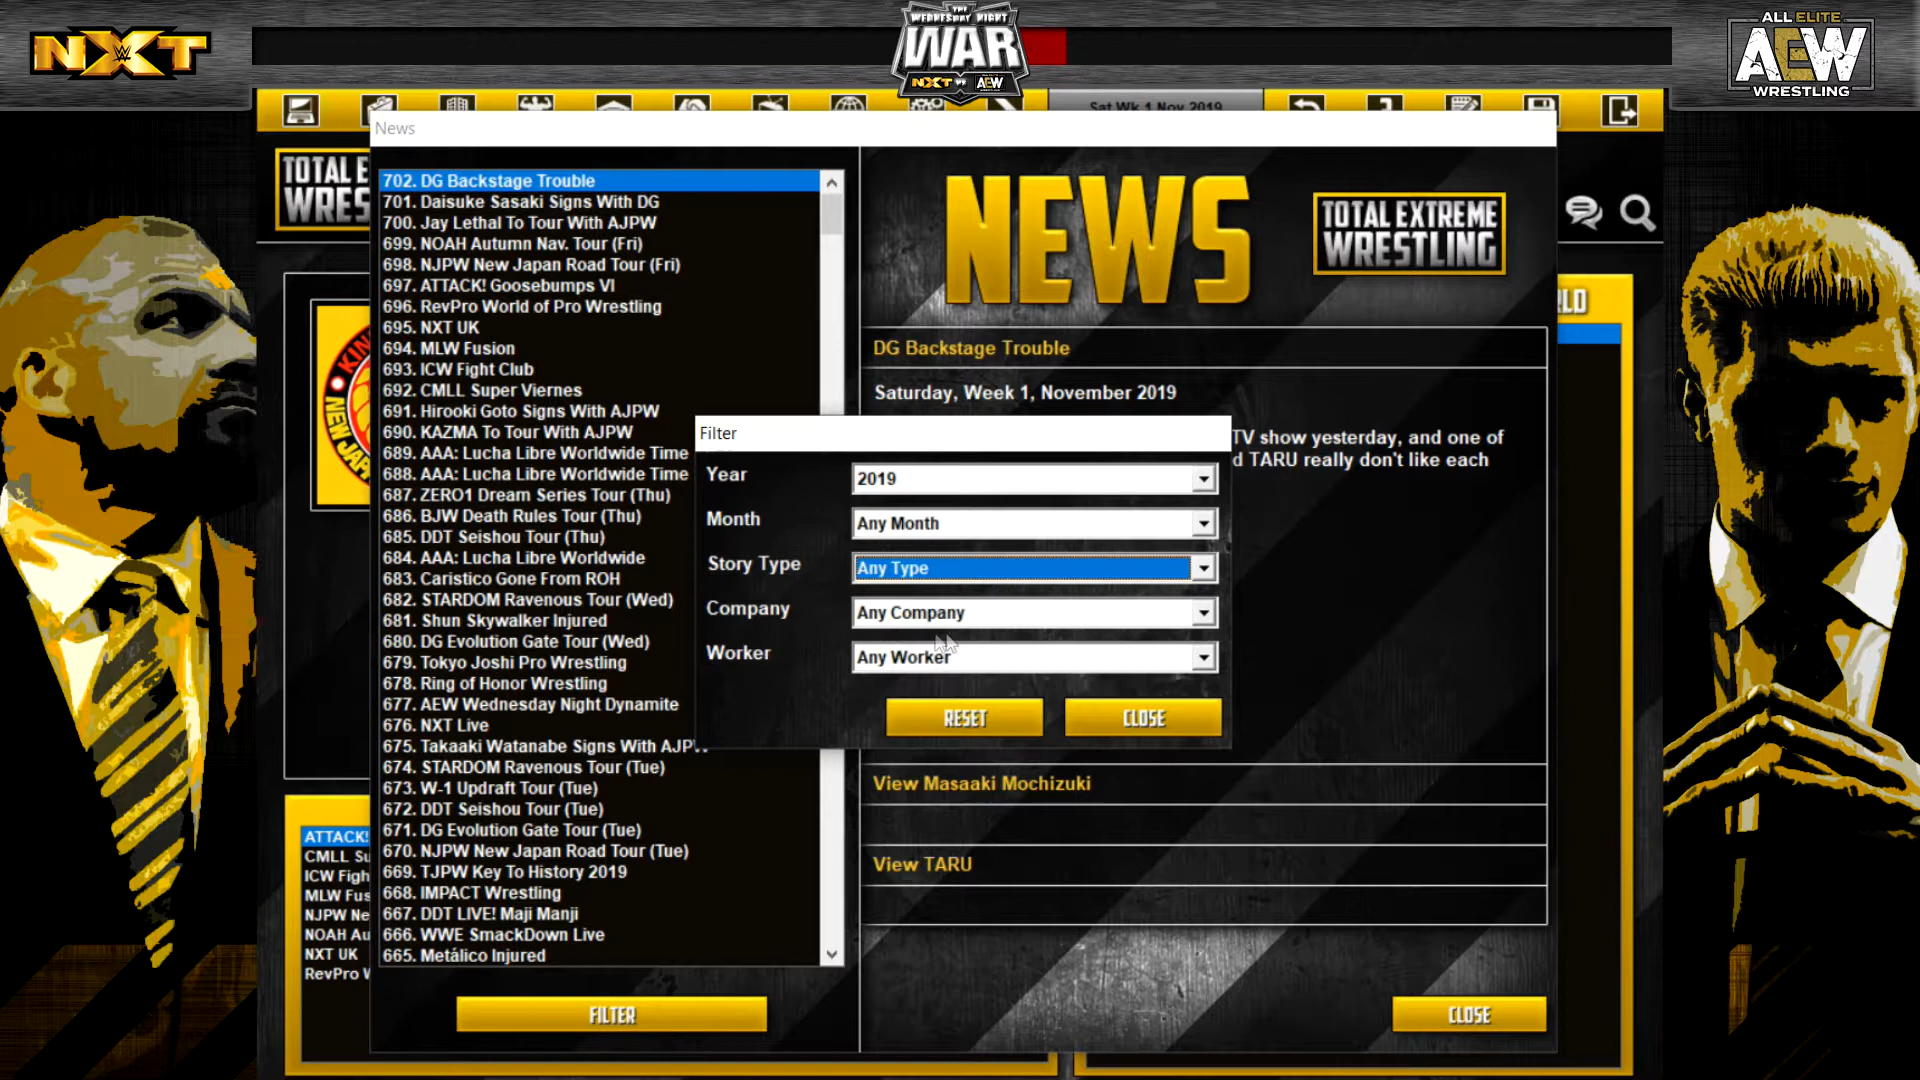 NXT
THE
WEDNESDAY NIGHT
WAR
NXT VS AEW
ALL ELITE
AEW
WRESTLING
Sat Wk 1 Nov 2019
News
TOTAL E
WRES
702. DG Backstage Trouble
701. Daisuke Sasaki Signs With DG
700. Jay Lethal To Tour With AJPW
699. NOAH Autumn Nav. Tour (Fri)
698. NJPW New Japan Road Tour (Fri)
697. ATTACK! Goosebumps VI
696. RevPro World of Pro Wrestling
695. NXT UK
694. MLW Fusion
693. ICW Fight Club
692. CMLL Super Viernes
691. Hirooki Goto Signs With AJPW
690. KAZMA To Tour With AJPW
689. AAA: Lucha Libre Worldwide Time
688. AAA: Lucha Libre Worldwide Time
687. ZERO1 Dream Series Tour (Thu)
686. BJW Death Rules Tour (Thu)
685. DDT Seishou Tour (Thu)
684. AAA: Lucha Libre Worldwide
683. Caristico Gone From ROH
682. STARDOM Ravenous Tour (Wed)
681. Shun Skywalker Injured
680. DG Evolution Gate Tour (Wed)
679. Tokyo Joshi Pro Wrestling
678. Ring of Honor Wrestling
677. AEW Wednesday Night Dynamite
676. NXT Live
675. Takaaki Watanabe Signs With AJPW
674. STARDOM Ravenous Tour (Tue)
673. W-1 Updraft Tour (Tue)
672. DDT Seishou Tour (Tue)
671. DG Evolution Gate Tour (Tue)
670. NJPW New Japan Road Tour (Tue)
669. TJPW Key To History 2019
668. IMPACT Wrestling
667. DDT LIVE! Maji Manji
666. WWE SmackDown Live
665. Metálico Injured
FILTER
NEWS
TOTAL EXTREME
WRESTLING
DG Backstage Trouble
Saturday, Week 1, November 2019
TV show yesterday, and one of
d TARU really don't like each
Filter
Year
2019
Month
Any Month
Story Type
Any Type
Company
Any Company
Worker
Any Worker
RESET
CLOSE
View Masaaki Mochizuki
View TARU
CLOSE
KIN
NEW JAP
RLD
ATTACK!
CMLL Su
ICW Figh
MLW Fus
NJPW Ne
NOAH Au
NXT UK
RevPro W